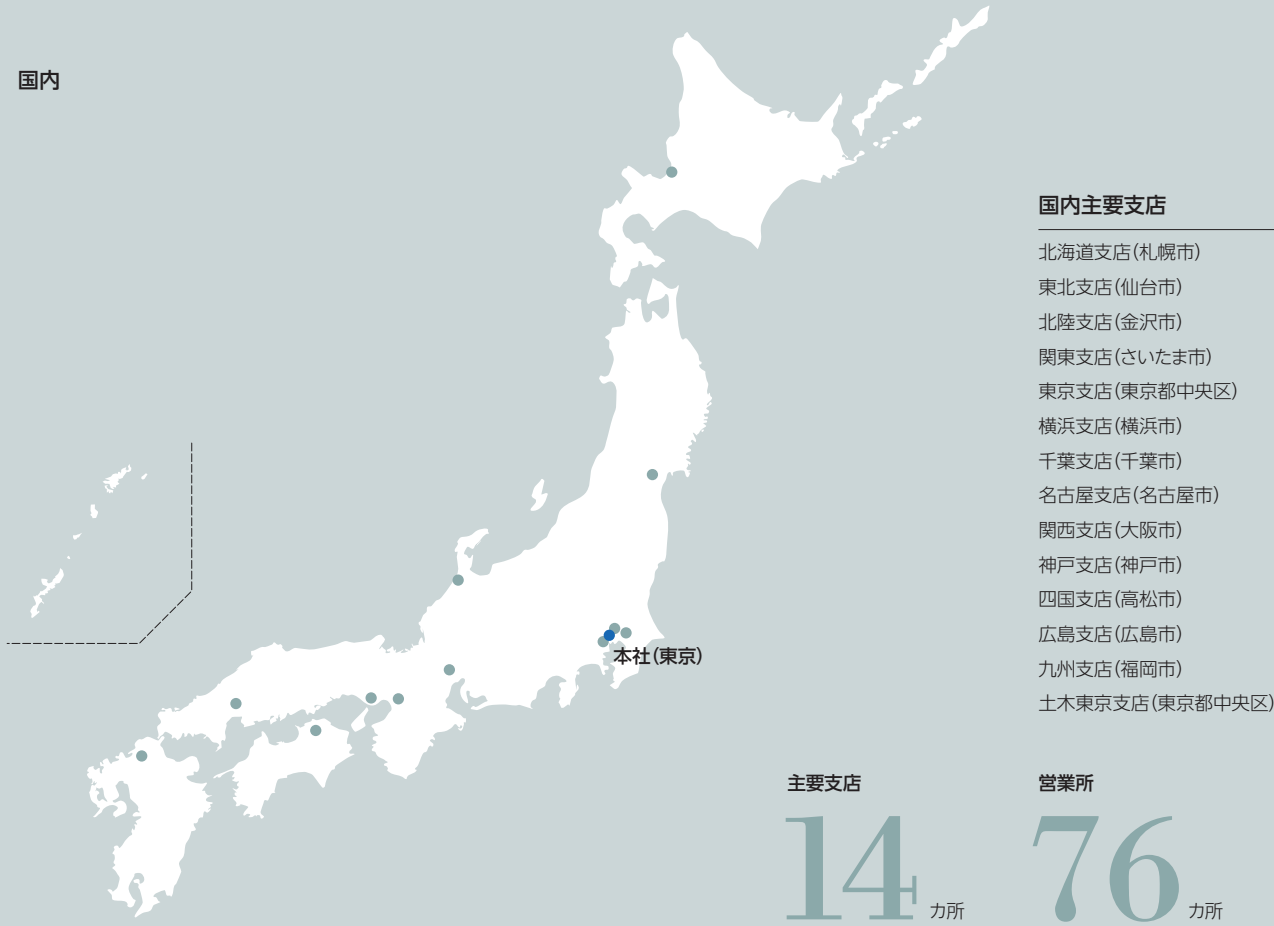 国内
本社(東京)
国内主要支店
北海道支店(札幌市)
東北支店(仙台市)
北陸支店(金沢市)
関東支店(さいたま市)
東京支店(東京都中央区)
横浜支店(横浜市)
千葉支店(千葉市)
名古屋支店(名古屋市)
関西支店(大阪市)
神戸支店(神戸市)
四国支店(高松市)
広島支店(広島市)
九州支店(福岡市)
土木東京支店(東京都中央区)
主要支店
14カ所
営業所
76カ所